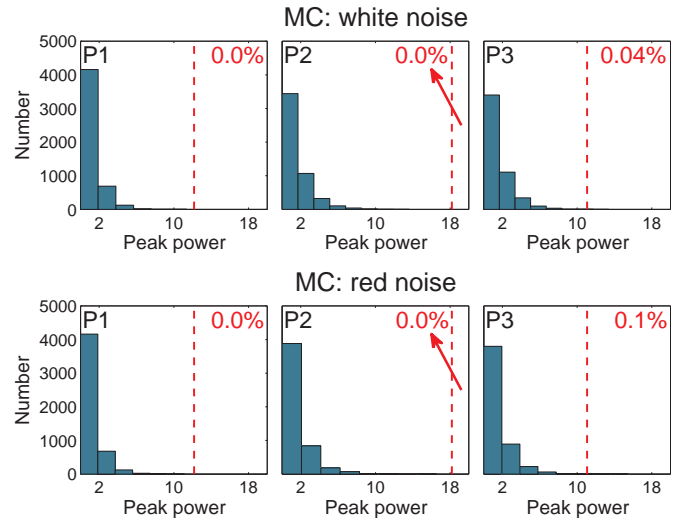 MC: white noise
P1 0.0% P2 0.0% P3 0.04%
5000
4000
3000
2000
1000
0
Number
2 10 18 2 10 18 2 10 18
Peak power Peak power Peak power
MC: red noise
P1 0.0% P2 0.0% P3 0.1%
5000
4000
3000
2000
1000
0
Number
2 10 18 2 10 18 2 10 18
Peak power Peak power Peak power